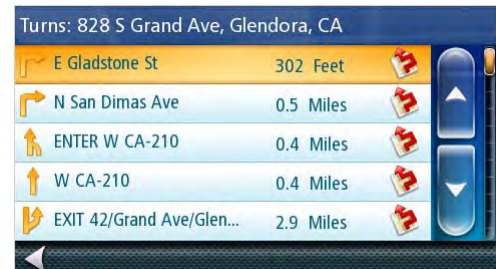 Turns: 828 S Grand Ave, Glendora, CA
E Gladstone St 302 Feet
N San Dimas Ave 0.5 Miles
ENTER W CA-210 0.4 Miles
W CA-210 0.4 Miles
EXIT 42/Grand Ave/Glen... 2.9 Miles